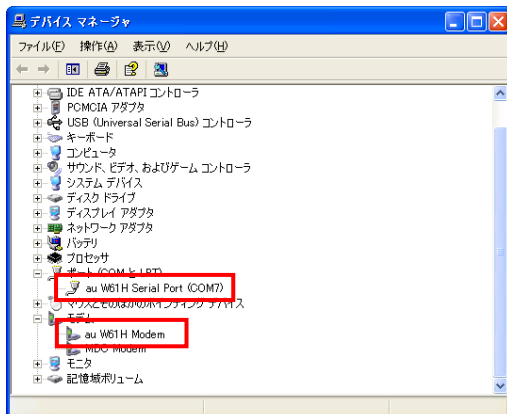 デバイス マネージャ
ファイル(F) 操作(A) 表示(V) ヘルプ(H)
IDE ATA/ATAPI コントローラ
PCMCIA アダプタ
USB (Universal Serial Bus) コントローラ
キーボード
コンピュータ
サウンド、ビデオ、およびゲーム コントローラ
システム デバイス
ディスク ドライブ
ディスプレイ アダプタ
ネットワーク アダプタ
バッテリ
プロセッサ
ポート (COM と LPT)
au W61H Serial Port (COM7)
マウスとそのほかのポインティング デバイス
モデム
au W61H Modem
MDC Modem
モニタ
記憶域ボリューム